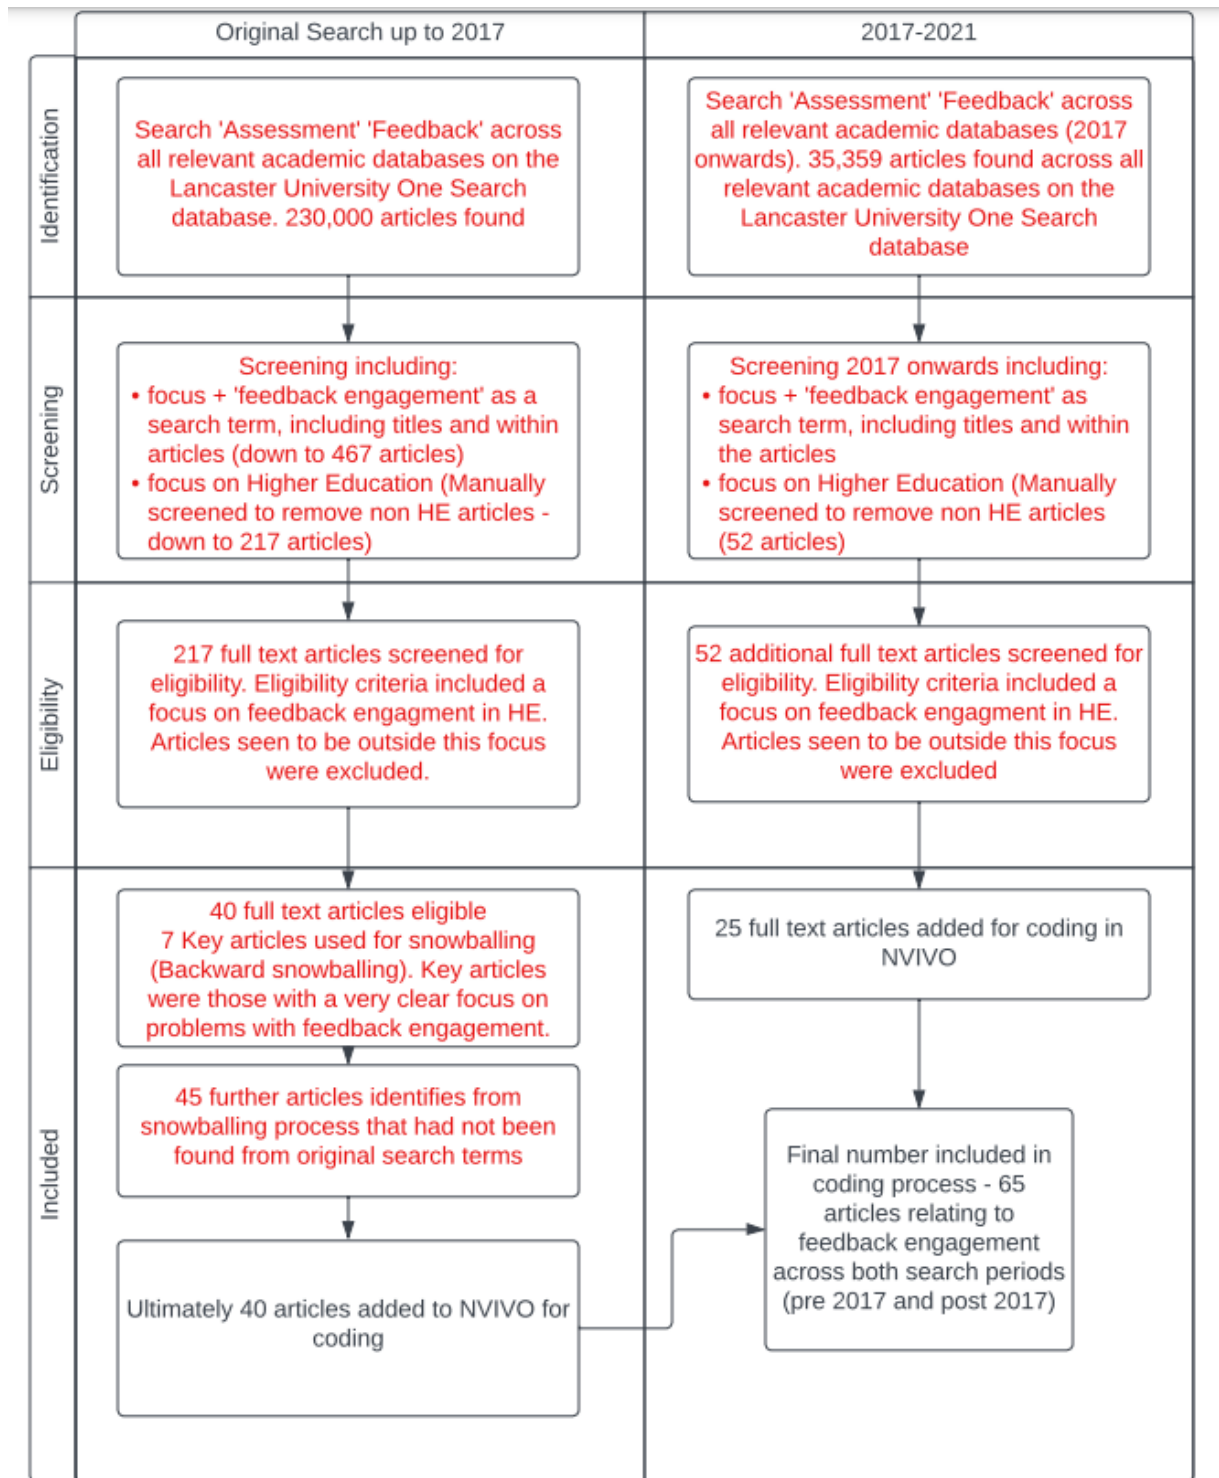 Original Search up to 2017
2017-2021
Identification
Search 'Assessment' 'Feedback' across
all relevant academic databases on the
Lancaster University One Search
database. 230,000 articles found
Search 'Assessment' 'Feedback' across
all relevant academic databases (2017
onwards). 35,359 articles found across all
relevant academic databases on the
Lancaster University One Search
database
Screening
Screening including:
• focus + 'feedback engagement' as a
search term, including titles and within
articles (down to 467 articles)
• focus on Higher Education (Manually
screened to remove non HE articles -
down to 217 articles)
Screening 2017 onwards including:
• focus + 'feedback engagement' as
search term, including titles and within
the articles
• focus on Higher Education (Manually
screened to remove non HE articles
(52 articles)
Eligibility
217 full text articles screened for
eligibility. Eligibility criteria included a
focus on feedback engagment in HE.
Articles seen to be outside this focus
were excluded.
52 additional full text articles screened for
eligibility. Eligibility criteria included a
focus on feedback engagment in HE.
Articles seen to be outside this focus
were excluded
Included
40 full text articles eligible
7 Key articles used for snowballing
(Backward snowballing). Key articles
were those with a very clear focus on
problems with feedback engagement.
45 further articles identifies from
snowballing process that had not been
found from original search terms
Ultimately 40 articles added to NVIVO for
coding
25 full text articles added for coding in
NVIVO
Final number included in
coding process - 65
articles relating to
feedback engagement
across both search periods
(pre 2017 and post 2017)